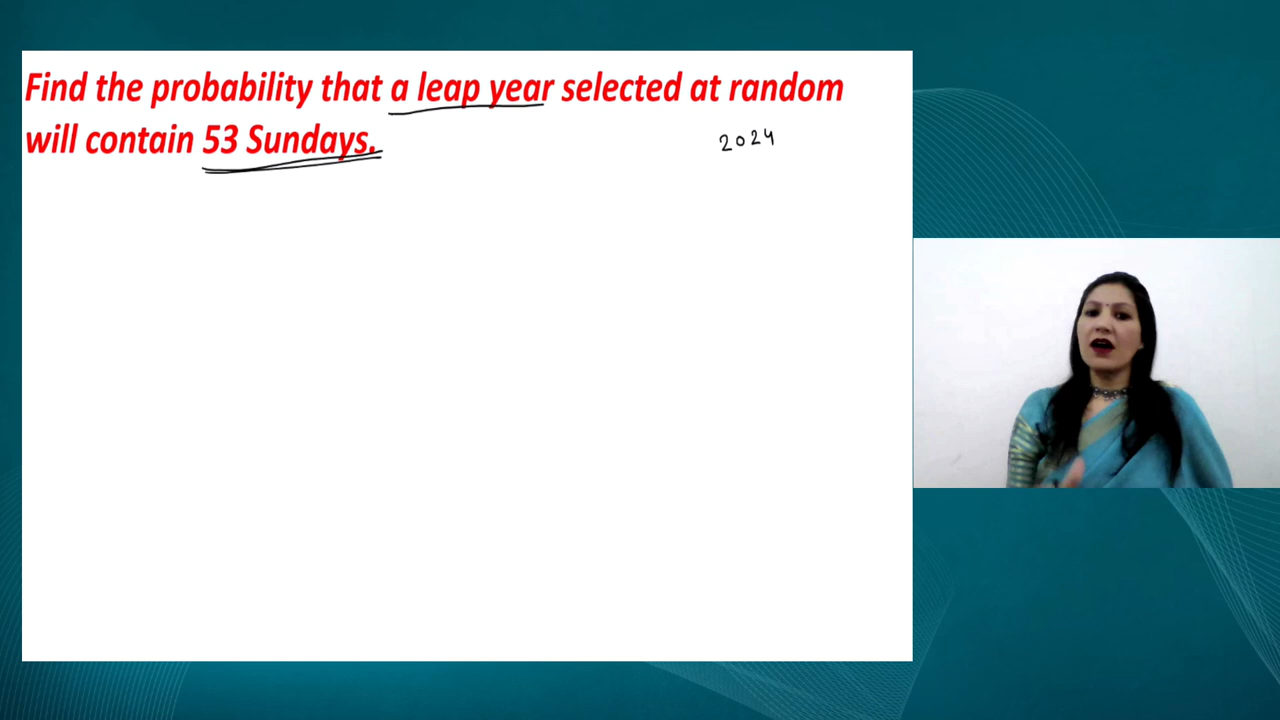 Find the probability that a leap year selected at random
will contain 53 Sundays.
2024